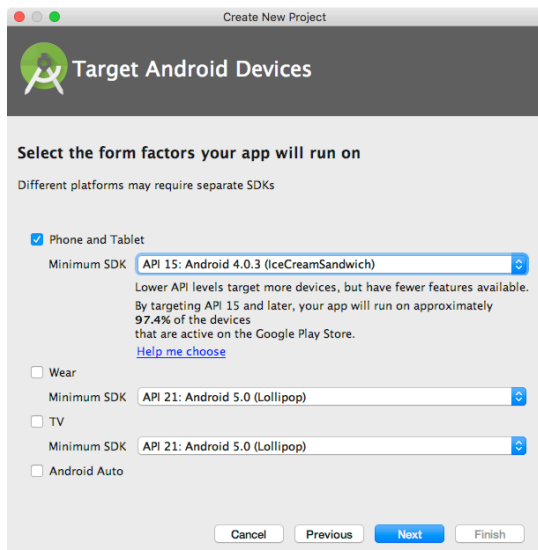 Create New Project
Target Android Devices
Select the form factors your app will run on
Different platforms may require separate SDKs
Phone and Tablet
Minimum SDK API 15: Android 4.0.3 (IceCreamSandwich)
Lower API levels target more devices, but have fewer features available.
By targeting API 15 and later, your app will run on approximately
97.4% of the devices
that are active on the Google Play Store.
Help me choose
Wear
Minimum SDK API 21: Android 5.0 (Lollipop)
TV
Minimum SDK API 21: Android 5.0 (Lollipop)
Android Auto
Cancel Previous Next Finish